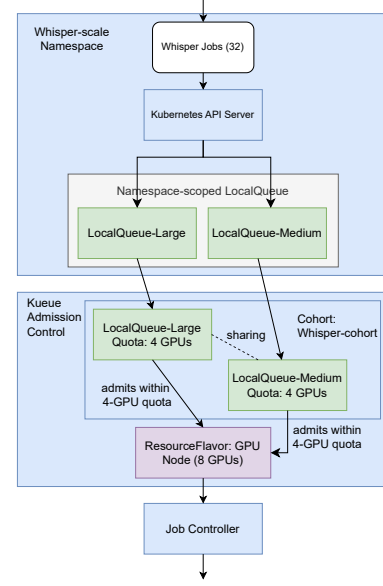 Whisper-scale
Namespace
Whisper Jobs (32)
Kubernetes API Server
Namespace-scoped LocalQueue
LocalQueue-Large
LocalQueue-Medium
Kueue
Admission
Control
LocalQueue-Large
Quota: 4 GPUs
sharing
Cohort:
Whisper-cohort
LocalQueue-Medium
Quota: 4 GPUs
admits within
4-GPU quota
admits within
4-GPU quota
ResourceFlavor: GPU
Node (8 GPUs)
Job Controller